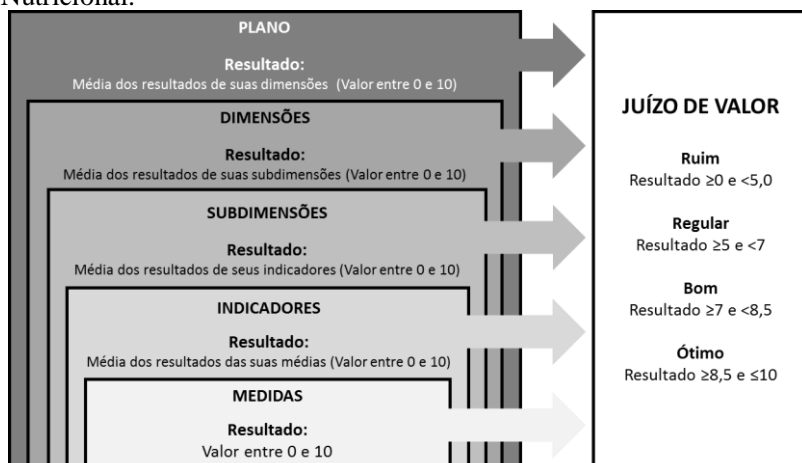 Nutricional.
PLANO
Resultado:
Média dos resultados de suas dimensões (Valor entre 0 e 10)
DIMENSÕES
Resultado:
Média dos resultados de suas subdimensões (Valor entre 0 e 10)
SUBDIMENSÕES
Resultado:
Média dos resultados de seus indicadores (Valor entre 0 e 10)
INDICADORES
Resultado:
Média dos resultados das suas médias (Valor entre 0 e 10)
MEDIDAS
Resultado:
Valor entre 0 e 10
JUÍZO DE VALOR
Ruim
Resultado ≥0 e <5,0
Regular
Resultado ≥5 e <7
Bom
Resultado ≥7 e <8,5
Ótimo
Resultado ≥8,5 e ≤10